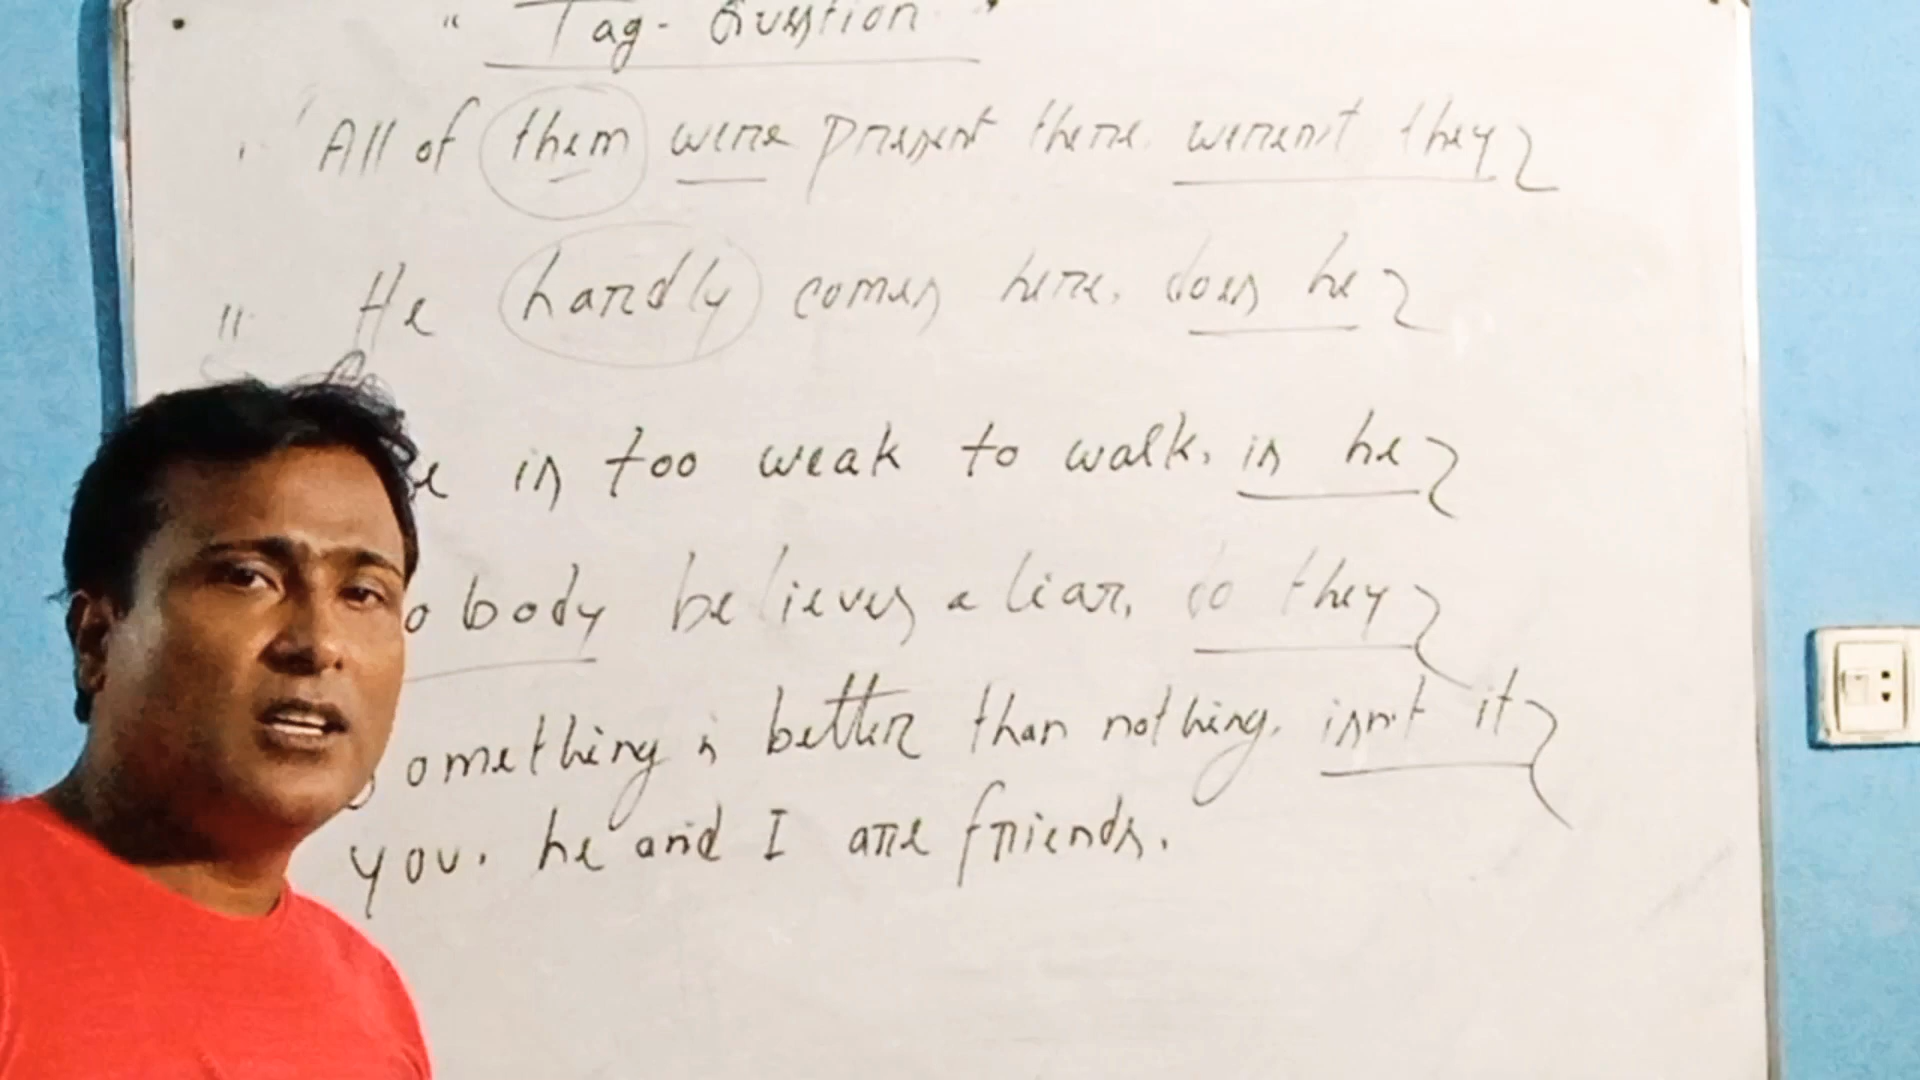 " Tag-Question "
i All of them were present there. weren't they?
ii He hardly comes here. does he?
is too weak to walk. is he?
obody believes a liar, do they?
omething is better than nothing. isn't it?
you. he and I are friends.